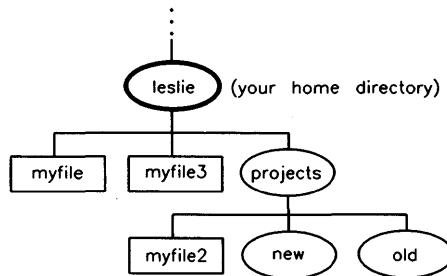 leslie (your home directory)
myfile myfile3 projects
myfile2 new old